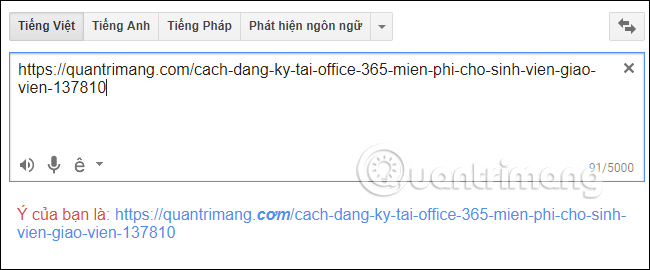 Tiếng Việt Tiếng Anh Tiếng Pháp Phát hiện ngôn ngữ
https://quantrimang.com/cach-dang-ky-tai-office-365-mien-phi-cho-sinh-vien-giao-
vien-137810
ê
91/5000
Quantrimang
Ý của bạn là: https://quantrimang.cơm/cach-dang-ky-tai-office-365-mien-phi-cho-sinh-
vien-giao-vien-137810